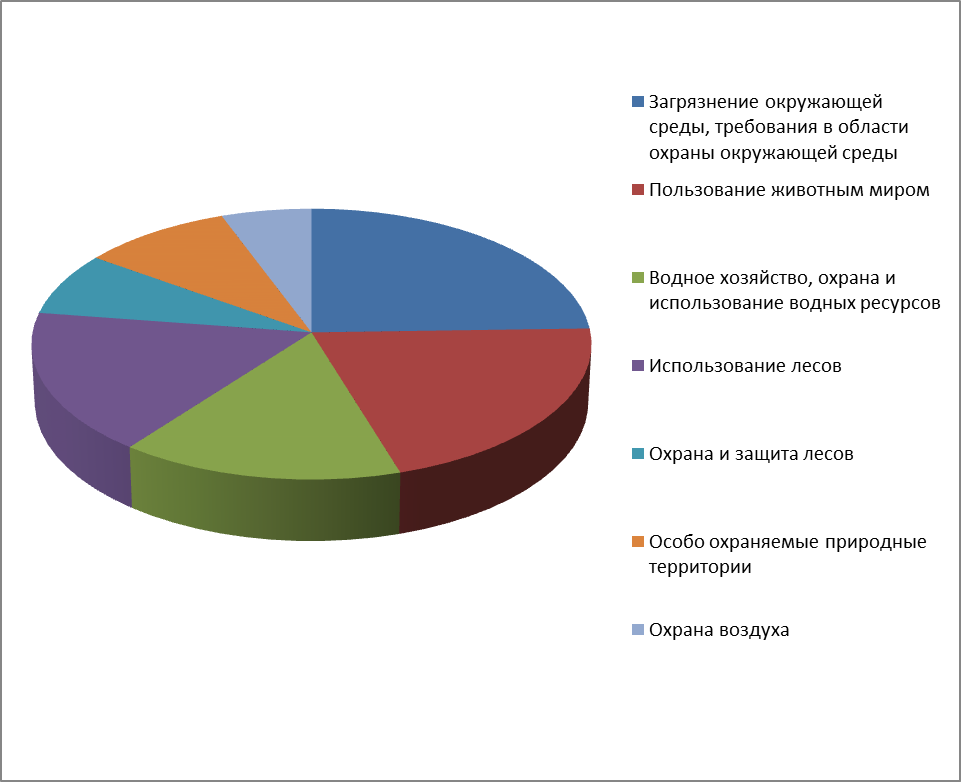 Загрязнение окружающей
среды, требования в области
охраны окружающей среды
Пользование животным миром
Водное хозяйство, охрана и
использование водных ресурсов
Использование лесов
Охрана и защита лесов
Особо охраняемые природные
территории
Охрана воздуха